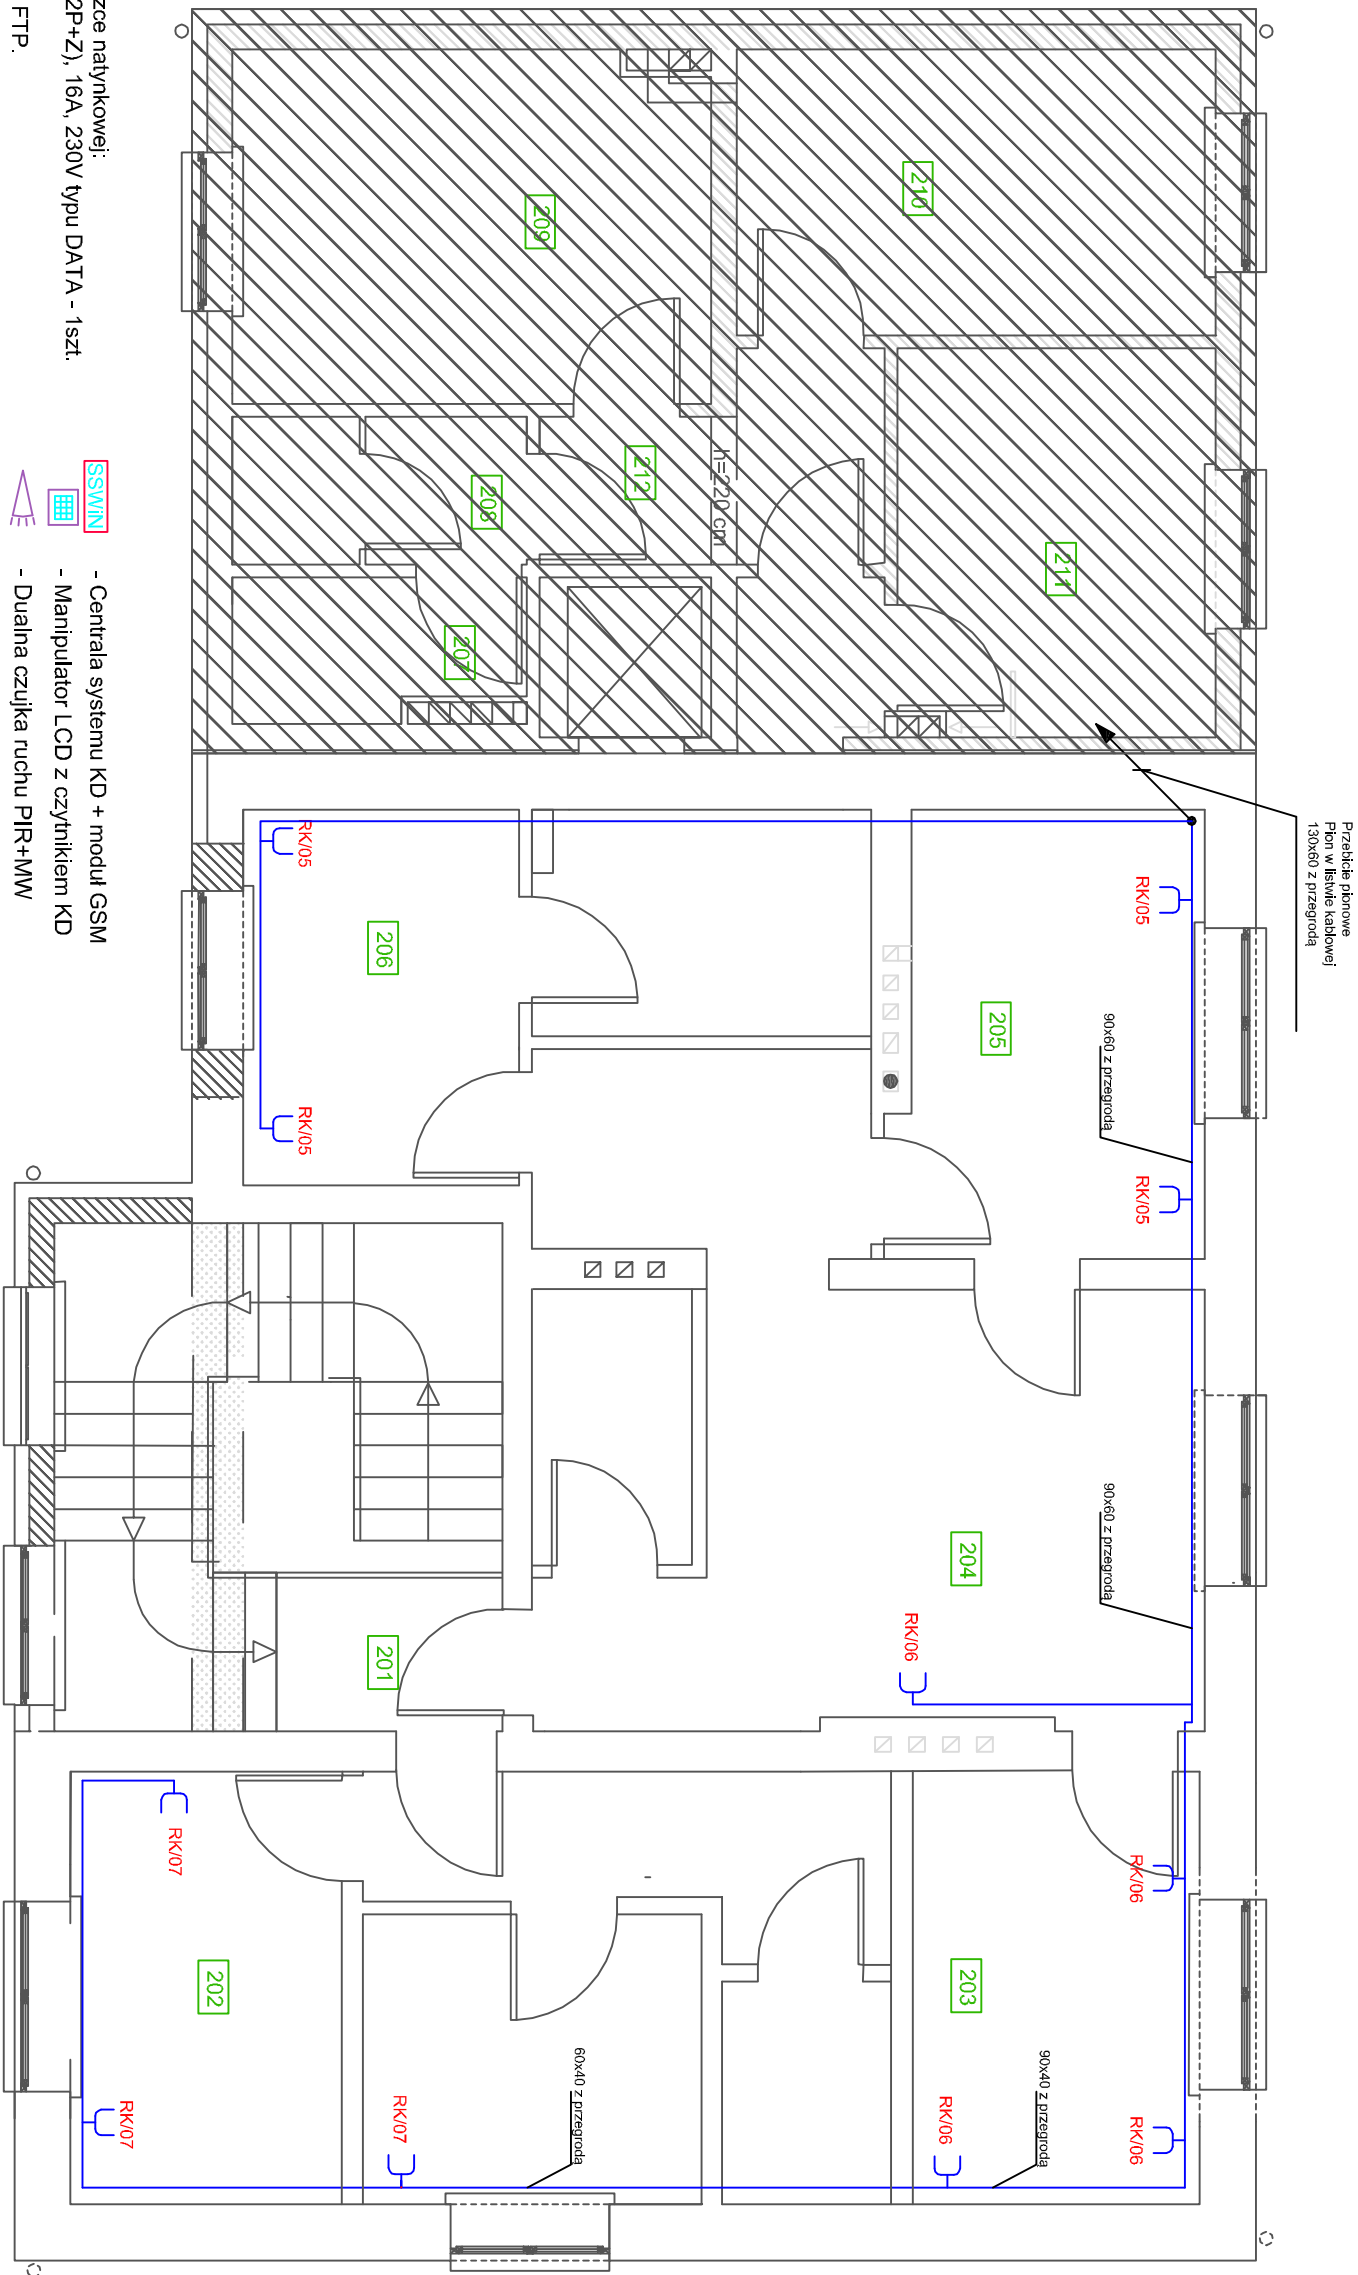 zce natynkowej:
2P+Z), 16A, 230V typu DATA - 1szt.
FTP.
SSWiN
- Centrala systemu KD + moduł GSM
- Manipulator LCD z czytnikiem KD
- Dualna czujka ruchu PIR+MW
210
209
212
h=220 cm
208
211
207
Przebicie pionowe
Pion w listwie kablowej
130x60 z przegrodą
RK/05
RK/05
206
205
90x60 z przegrodą
RK/05
RK/05
90x60 z przegrodą
204
RK/06
201
RK/07
RK/06
202
203
60x40 z przegrodą
90x40 z przegrodą
RK/07
RK/07
RK/06
RK/06